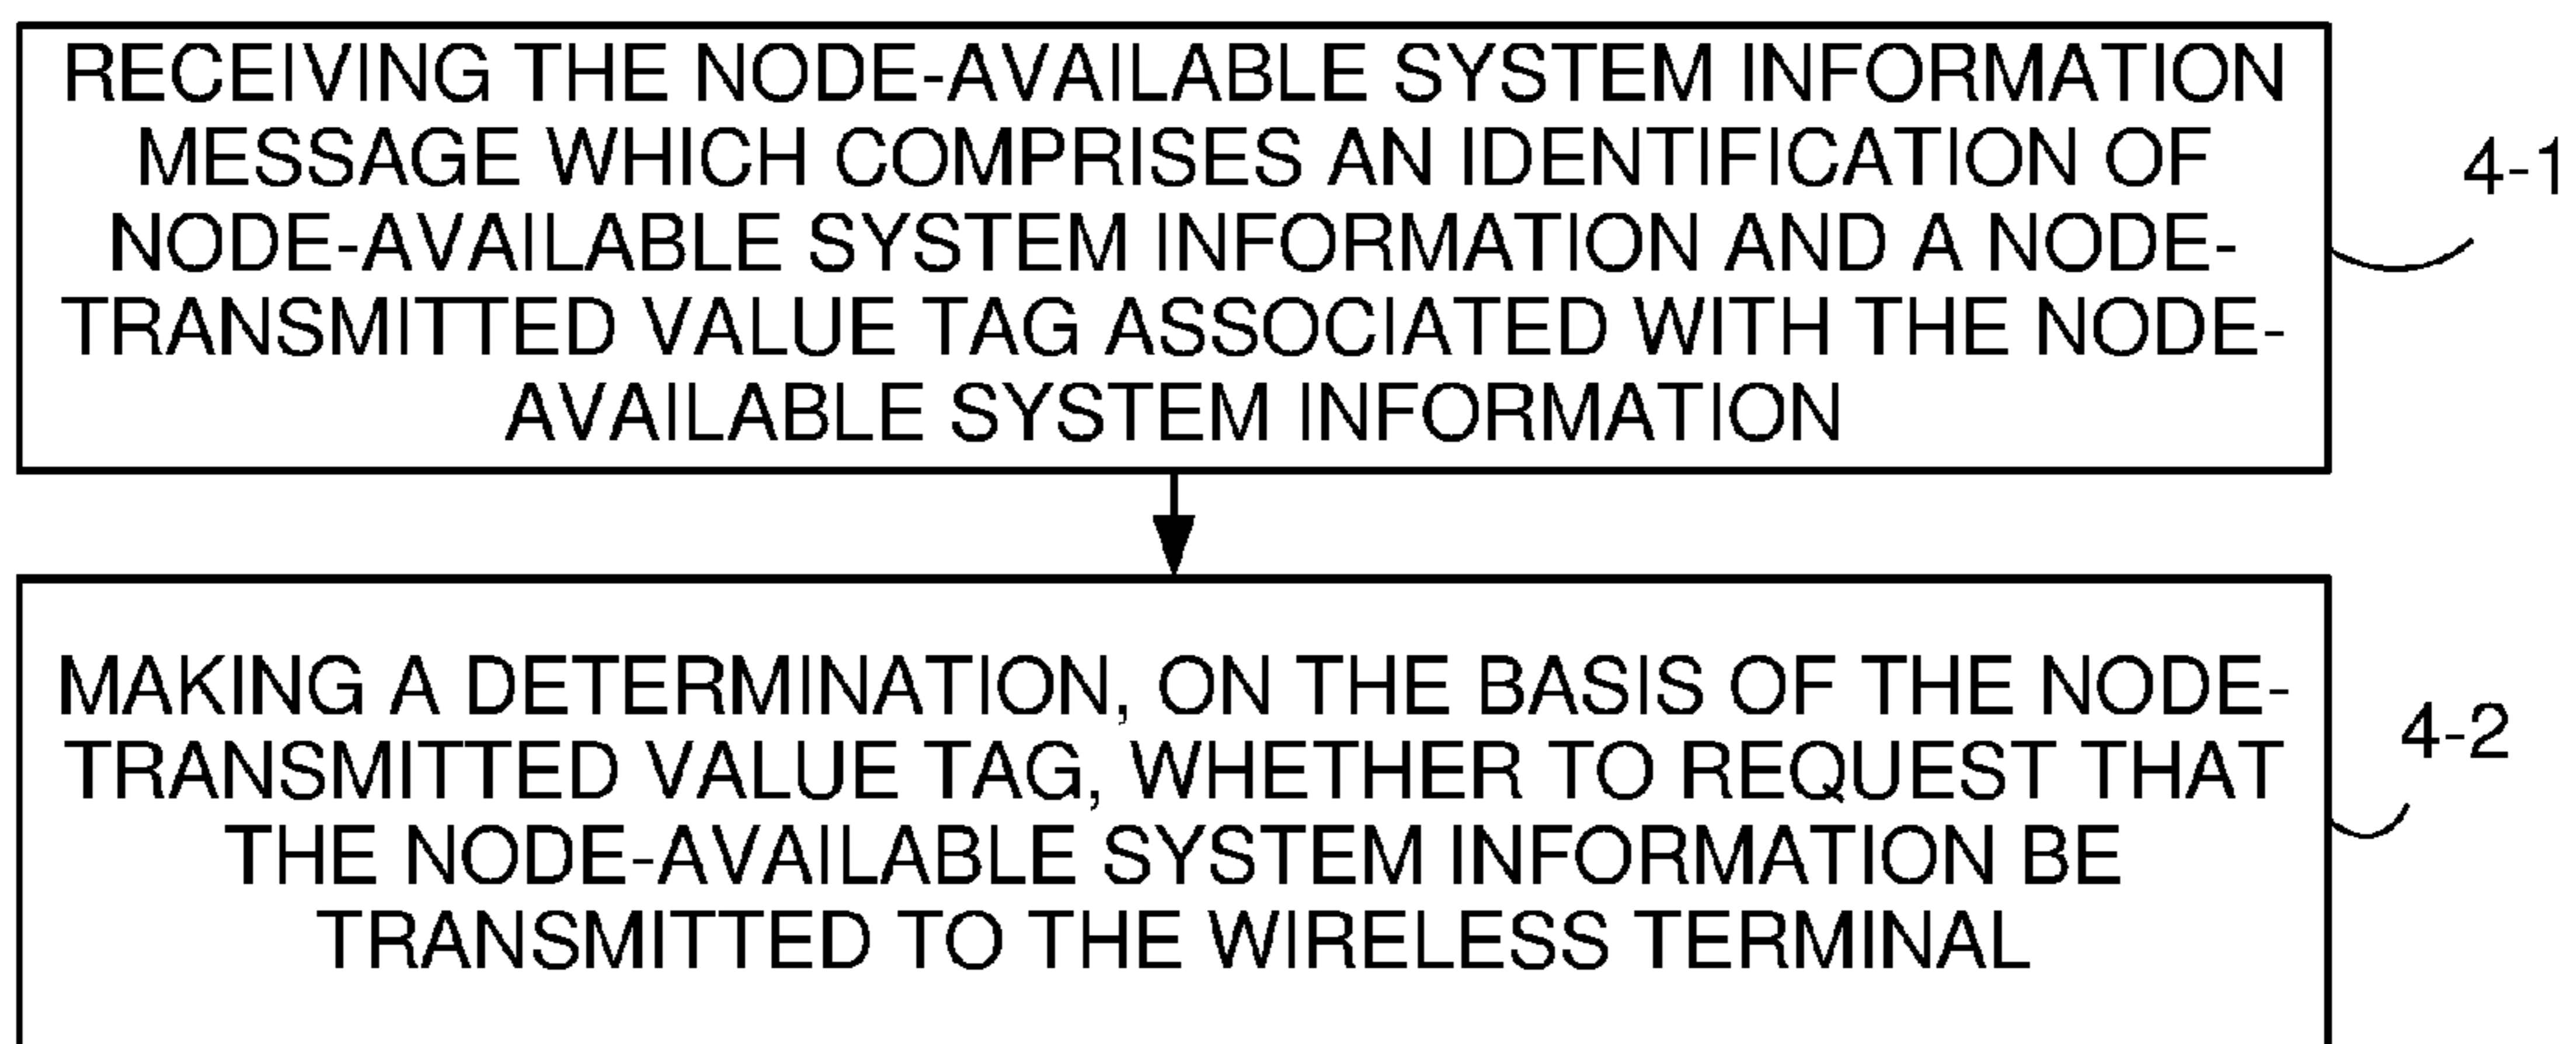 RECEIVING THE NODE-AVAILABLE SYSTEM INFORMATION
MESSAGE WHICH COMPRISES AN IDENTIFICATION OF
NODE-AVAILABLE SYSTEM INFORMATION AND A NODE-
TRANSMITTED VALUE TAG ASSOCIATED WITH THE NODE-
AVAILABLE SYSTEM INFORMATION
4-1
MAKING A DETERMINATION, ON THE BASIS OF THE NODE-
TRANSMITTED VALUE TAG, WHETHER TO REQUEST THAT
THE NODE-AVAILABLE SYSTEM INFORMATION BE
TRANSMITTED TO THE WIRELESS TERMINAL
4-2